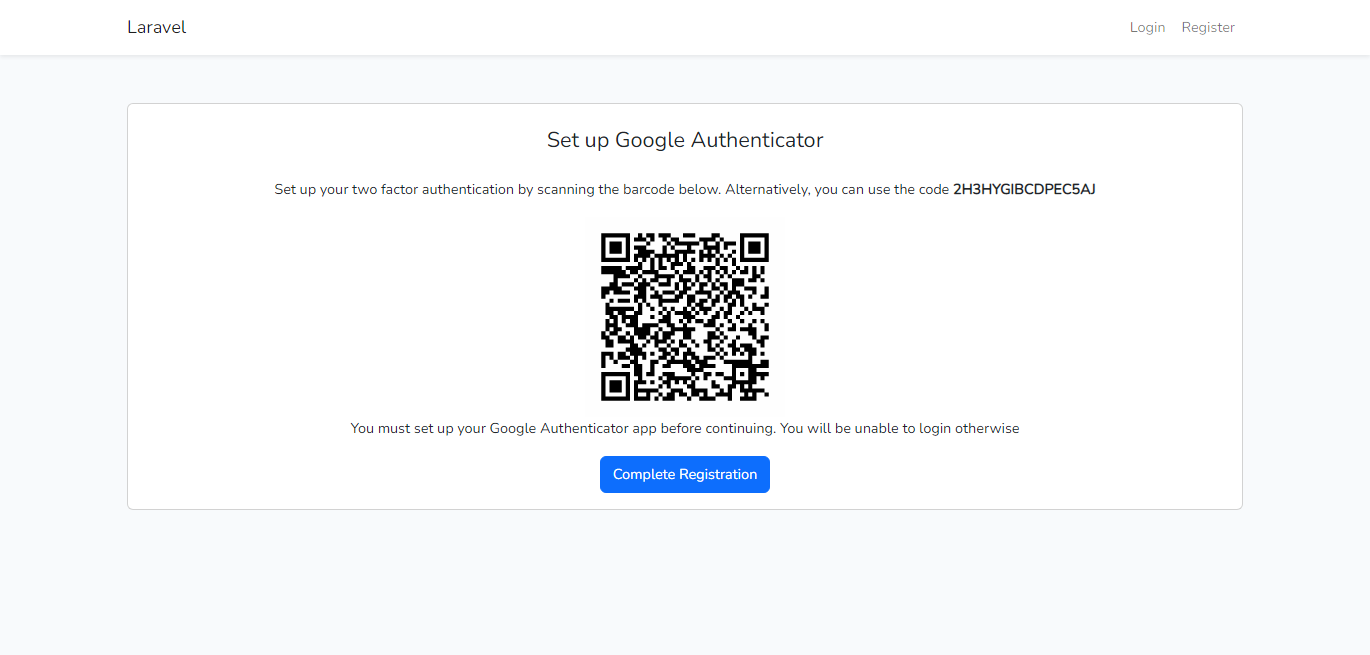 Laravel
Login Register
Set up Google Authenticator
Set up your two factor authentication by scanning the barcode below. Alternatively, you can use the code 2H3HYGIBCDPEC5AJ
You must set up your Google Authenticator app before continuing. You will be unable to login otherwise
Complete Registration